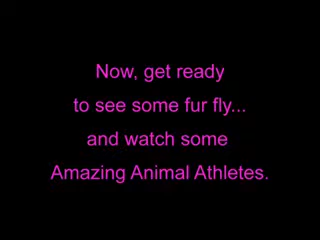 Now, get ready
to see some fur fly...
and watch some
Amazing Animal Athletes.